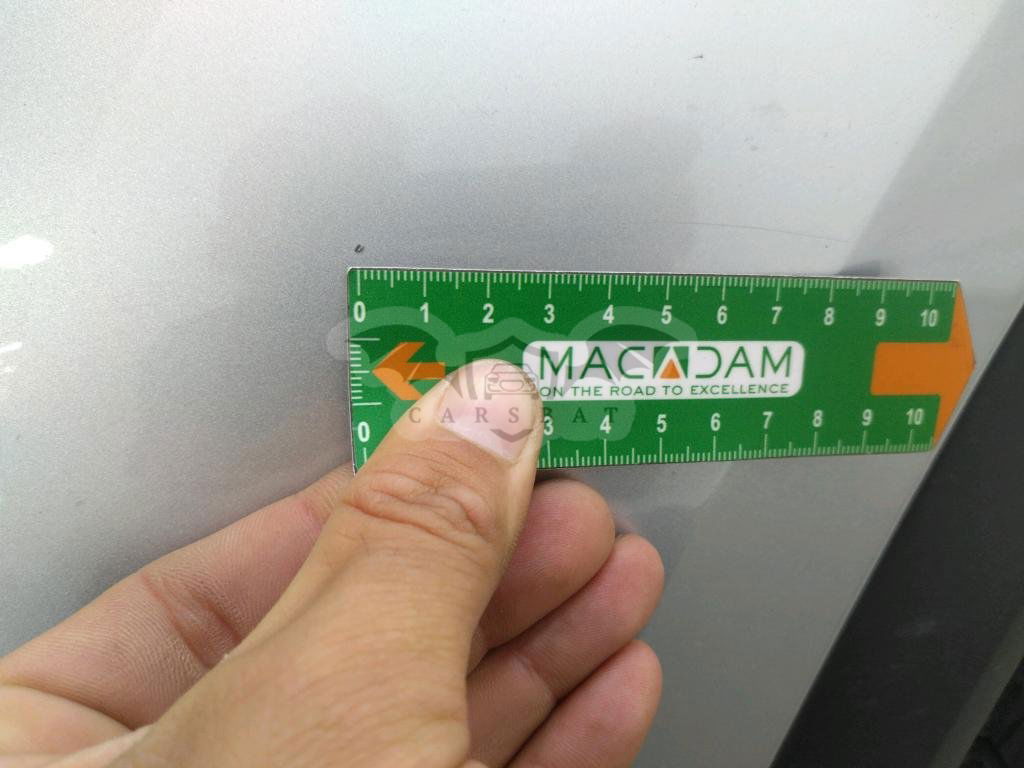 0 1 2 3 4 5 6 7 8 9 10
MACADAM
ON THE ROAD TO EXCELLENCE
CARSBAT
0 3 4 5 6 7 8 9 10